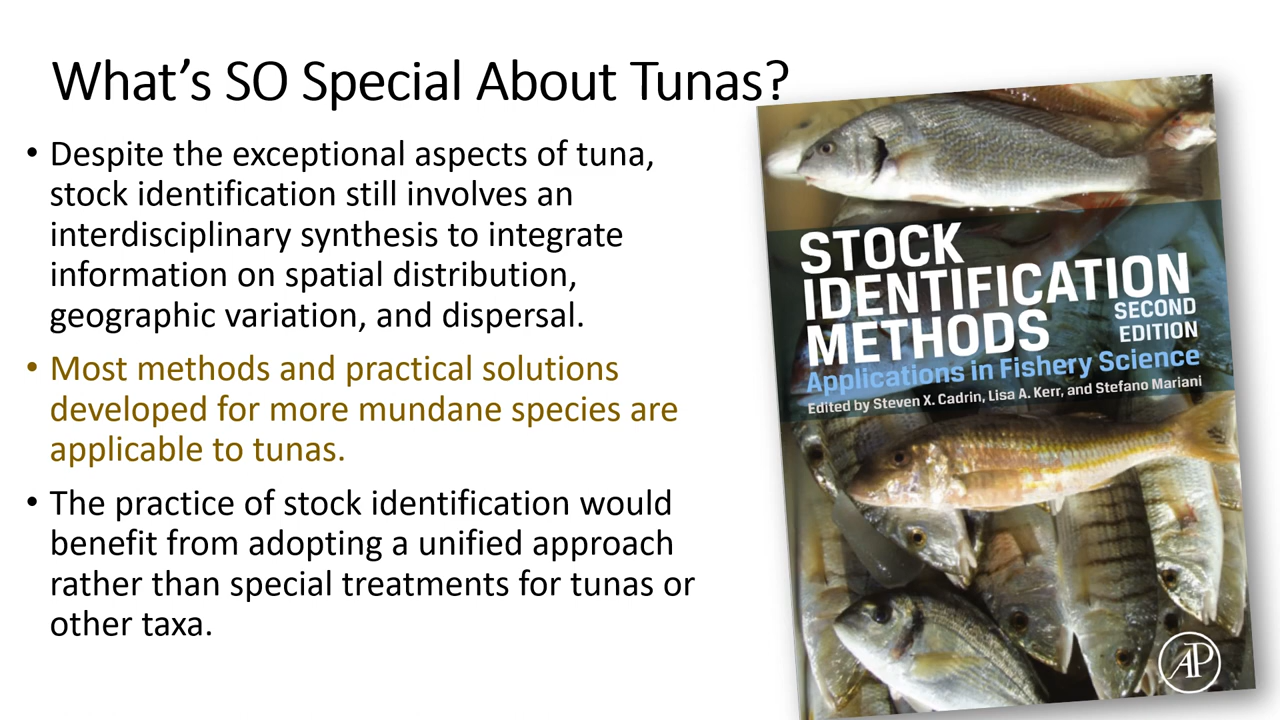 What’s SO Special About Tunas?
• Despite the exceptional aspects of tuna,
stock identification still involves an
interdisciplinary synthesis to integrate
information on spatial distribution,
geographic variation, and dispersal.
• Most methods and practical solutions
developed for more mundane species are
applicable to tunas.
• The practice of stock identification would
benefit from adopting a unified approach
rather than special treatments for tunas or
other taxa.
STOCK
IDENTIFICATION
METHODS
SECOND
EDITION
Applications in Fishery Science
Edited by Steven X. Cadrin, Lisa A. Kerr, and Stefano Mariani
AP